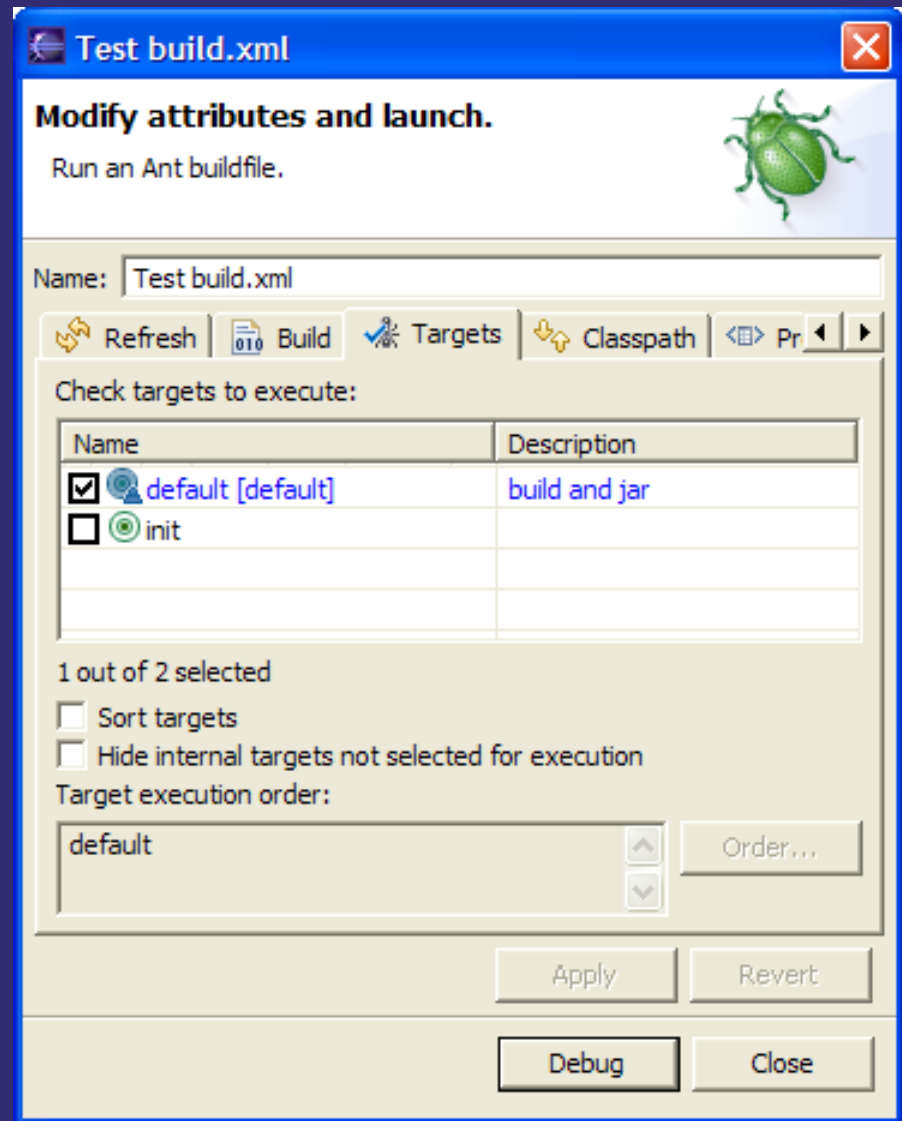 Test build.xml
Modify attributes and launch.
Run an Ant buildfile.
Name: Test build.xml
Refresh Build Targets Classpath Pr
Check targets to execute:
Name Description
default [default] build and jar
init
1 out of 2 selected
Sort targets
Hide internal targets not selected for execution
Target execution order:
default Order...
Apply Revert
Debug Close